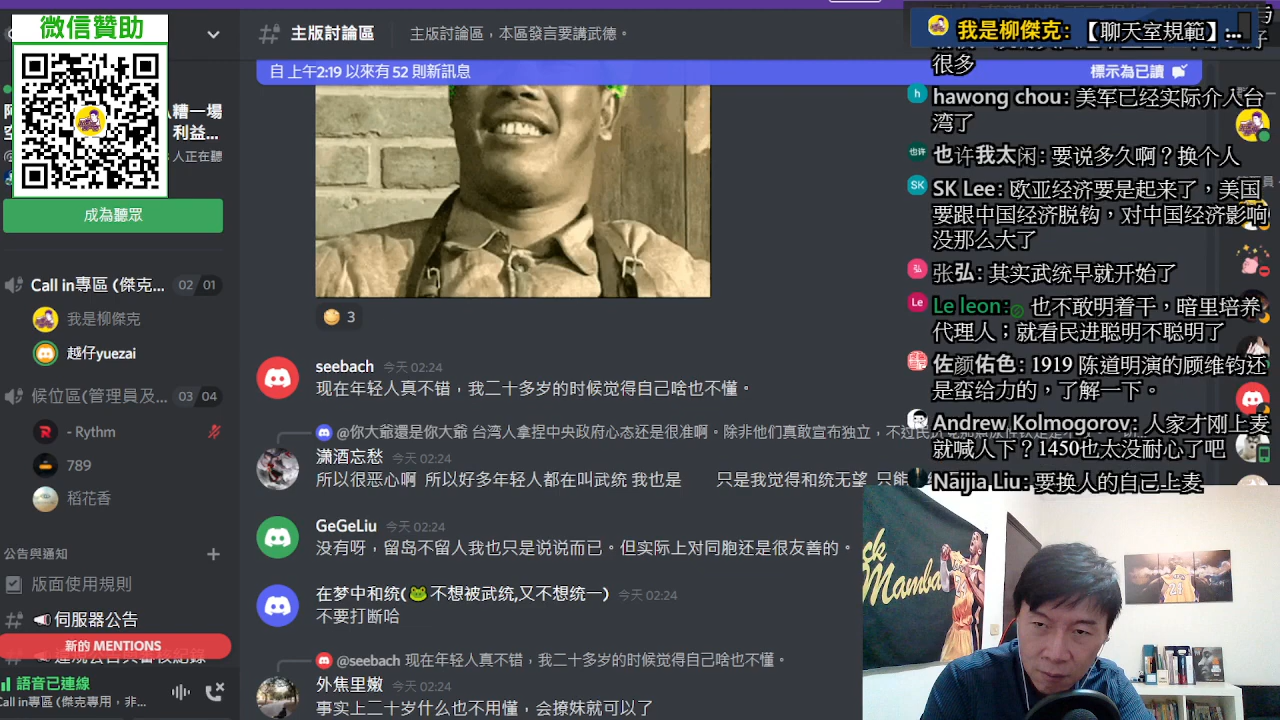 微信贊助
糟一場
利益...
人正在聽
成為聽眾
Call in專區 (傑克... 02 01
我是柳傑克
越仔yuezai
候位區(管理員及... 03 04
- Rythm
789
稻花香
公告與通知
版面使用規則
伺服器公告
新的 MENTIONS
語音已連線
Call in專區 (傑克專用，非...
主版討論區
主版討論區，本區發言要講武德。
自 上午2:19 以來有 52 則新訊息
標示為已讀
3
seebach 今天 02:24
现在年轻人真不错，我二十多岁的时候觉得自己啥也不懂。
@你大爺還是你大爺 台湾人拿捏中央政府心态还是很准啊。除非他们真敢宣布独立，
潇洒忘愁 今天 02:24
所以很恶心啊 所以好多年轻人都在叫武统 我也是 只是我觉得和统无望 只能
GeGeLiu 今天 02:24
没有呀，留岛不留人我也只是说说而已。但实际上对同胞还是很友善的。
在梦中和统(🐸不想被武统,又不想统一) 今天 02:24
不要打断哈
@seebach 现在年轻人真不错，我二十多岁的时候觉得自己啥也不懂。
外焦里嫩 今天 02:24
事实上二十岁什么也不用懂，会撩妹就可以了
我是柳傑克: 【聊天室規範】...
很多
hawong chou: 美军已经实际介入台
湾了
也许我太闲: 要说多久啊？换个人
SK Lee: 欧亚经济要是起来了，美国
要跟中国经济脱钩，对中国经济影响
没那么大了
张弘: 其实武统早就开始了
Le leon: 也不敢明着干，暗里培养
代理人；就看民进聪明不聪明了
佐颜佑色: 1919 陈道明演的顾维钧还
是蛮给力的，了解一下。
Andrew Kolmogorov: 人家才刚上麦
就喊人下？1450也太没耐心了吧
Naijia Liu: 要换人的自己上麦
ck
Mamba